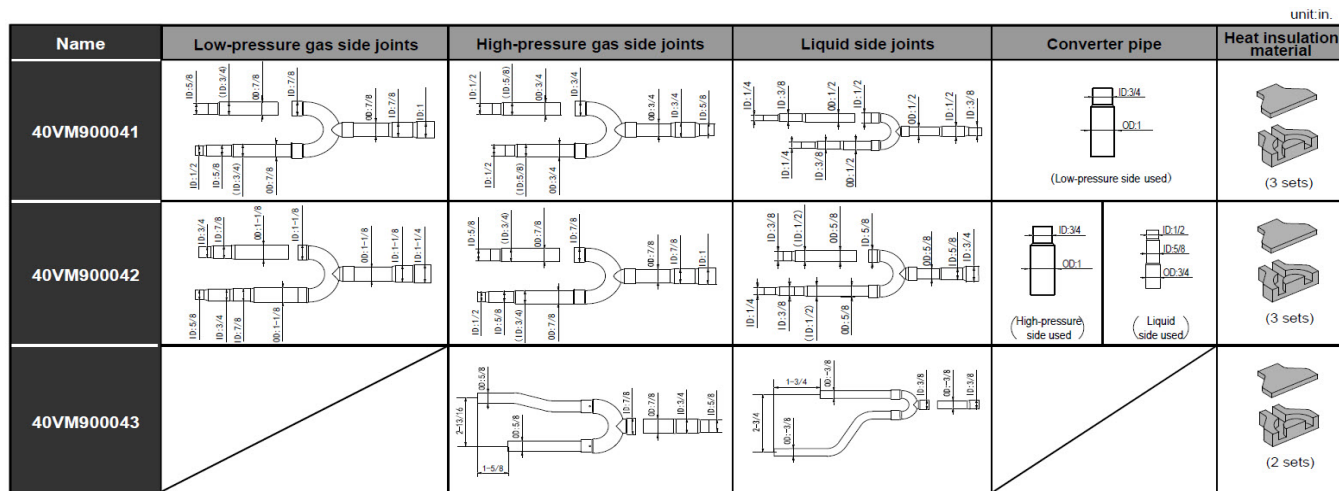 unit:in.
Name
Low-pressure gas side joints
High-pressure gas side joints
Liquid side joints
Converter pipe
Heat insulation
material
40VM900041
ID:5/8
(ID:3/4)
OD:7/8
ID:7/8
OD:7/8
ID:7/8
ID:1
ID:1/2
ID:5/8
(ID:3/4)
OD:7/8
ID:1/2
(ID:5/8)
OD:3/4
ID:3/4
OD:3/4
ID:3/4
ID:5/8
ID:1/2
(ID:5/8)
OD:3/4
ID:1/4
ID:3/8
OD:1/2
ID:1/2
OD:1/2
ID:1/2
ID:3/8
ID:1/4
ID:3/8
OD:1/2
ID:3/4
OD:1
(Low-pressure side used)
(3 sets)
40VM900042
ID:3/4
ID:7/8
OD:1-1/8
ID:1-1/8
OD:1-1/8
ID:1-1/8
ID:1-1/4
ID:5/8
ID:3/4
ID:7/8
OD:1-1/8
ID:5/8
(ID:3/4)
OD:7/8
ID:7/8
OD:7/8
ID:7/8
ID:1
ID:1/2
ID:5/8
(ID:3/4)
OD:7/8
ID:3/8
(ID:1/2)
OD:5/8
ID:5/8
OD:5/8
ID:5/8
ID:3/4
ID:1/4
ID:3/8
(ID:1/2)
OD:5/8
ID:3/4
OD:1
(High-pressure
side used)
ID:1/2
ID:5/8
OD:3/4
(Liquid
side used)
(3 sets)
40VM900043
OD:5/8
2-13/16
OD:5/8
1-5/8
ID:7/8
OD:7/8
ID:3/4
ID:5/8
1-3/4
OD:-3/8
2-3/4
OD:-3/8
ID:3/8
OD:-3/8
ID:3/8
(2 sets)